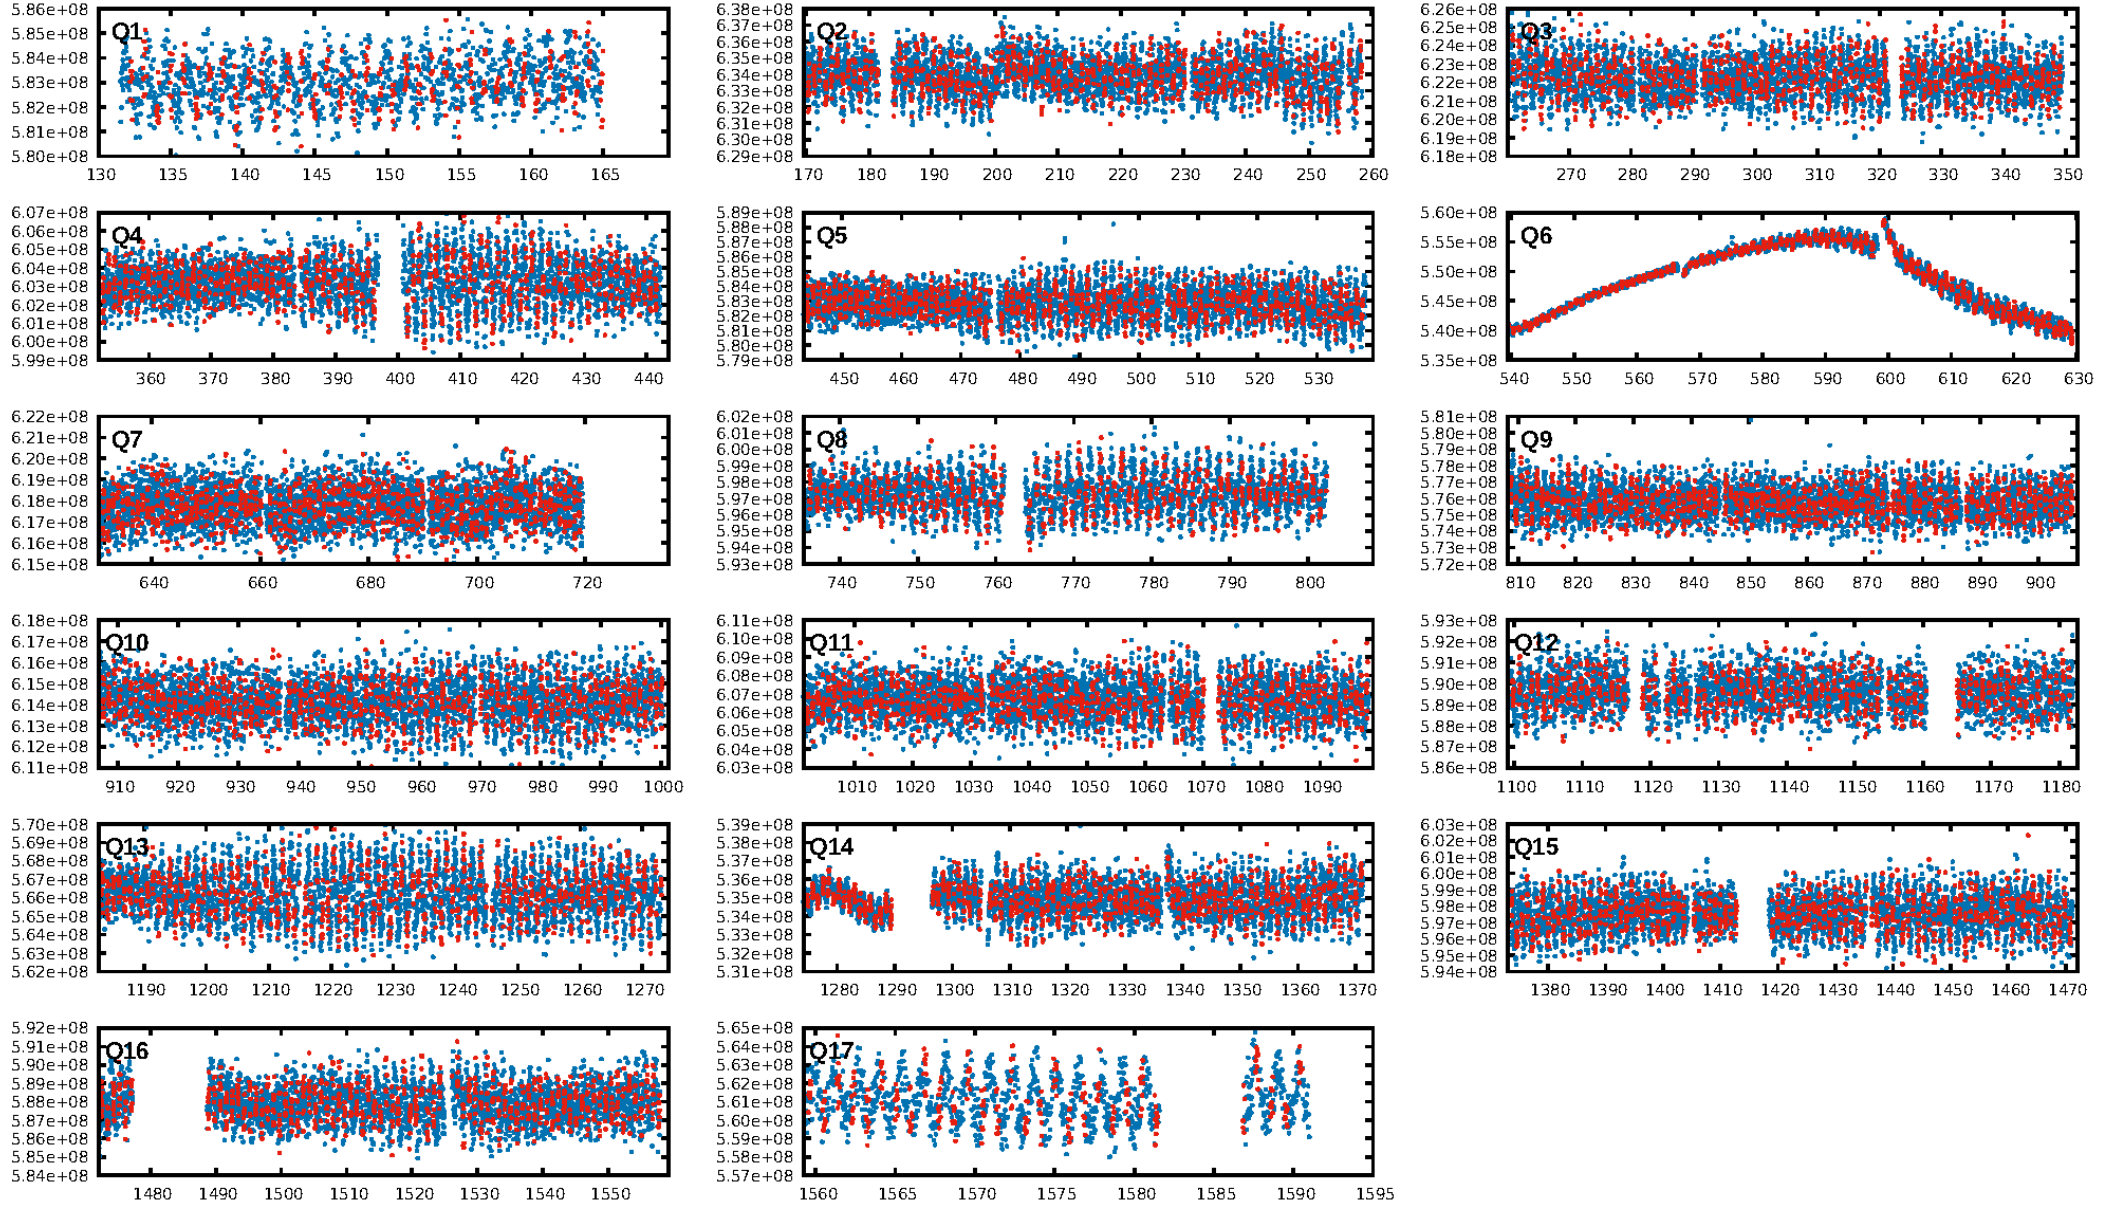 Q1
5.86e+08
5.85e+08
5.84e+08
5.83e+08
5.82e+08
5.81e+08
5.80e+08
130 135 140 145 150 155 160 165
Q2
6.38e+08
6.37e+08
6.36e+08
6.35e+08
6.34e+08
6.33e+08
6.32e+08
6.31e+08
6.30e+08
6.29e+08
170 180 190 200 210 220 230 240 250 260
Q3
6.26e+08
6.25e+08
6.24e+08
6.23e+08
6.22e+08
6.21e+08
6.20e+08
6.19e+08
6.18e+08
270 280 290 300 310 320 330 340 350
Q4
6.07e+08
6.06e+08
6.05e+08
6.04e+08
6.03e+08
6.02e+08
6.01e+08
6.00e+08
5.99e+08
360 370 380 390 400 410 420 430 440
Q5
5.89e+08
5.88e+08
5.87e+08
5.86e+08
5.85e+08
5.84e+08
5.83e+08
5.82e+08
5.81e+08
5.80e+08
5.79e+08
450 460 470 480 490 500 510 520 530
Q6
5.60e+08
5.55e+08
5.50e+08
5.45e+08
5.40e+08
5.35e+08
540 550 560 570 580 590 600 610 620 630
Q7
6.22e+08
6.21e+08
6.20e+08
6.19e+08
6.18e+08
6.17e+08
6.16e+08
6.15e+08
640 660 680 700 720
Q8
6.02e+08
6.01e+08
6.00e+08
5.99e+08
5.98e+08
5.97e+08
5.96e+08
5.95e+08
5.94e+08
5.93e+08
740 750 760 770 780 790 800
Q9
5.81e+08
5.80e+08
5.79e+08
5.78e+08
5.77e+08
5.76e+08
5.75e+08
5.74e+08
5.73e+08
5.72e+08
810 820 830 840 850 860 870 880 890 900
Q10
6.18e+08
6.17e+08
6.16e+08
6.15e+08
6.14e+08
6.13e+08
6.12e+08
6.11e+08
910 920 930 940 950 960 970 980 990 1000
Q11
6.11e+08
6.10e+08
6.09e+08
6.08e+08
6.07e+08
6.06e+08
6.05e+08
6.04e+08
6.03e+08
1010 1020 1030 1040 1050 1060 1070 1080 1090
Q12
5.93e+08
5.92e+08
5.91e+08
5.90e+08
5.89e+08
5.88e+08
5.87e+08
5.86e+08
1100 1110 1120 1130 1140 1150 1160 1170 1180
Q13
5.70e+08
5.69e+08
5.68e+08
5.67e+08
5.66e+08
5.65e+08
5.64e+08
5.63e+08
5.62e+08
1190 1200 1210 1220 1230 1240 1250 1260 1270
Q14
5.39e+08
5.38e+08
5.37e+08
5.36e+08
5.35e+08
5.34e+08
5.33e+08
5.32e+08
5.31e+08
1280 1290 1300 1310 1320 1330 1340 1350 1360 1370
Q15
6.03e+08
6.02e+08
6.01e+08
6.00e+08
5.99e+08
5.98e+08
5.97e+08
5.96e+08
5.95e+08
5.94e+08
1380 1390 1400 1410 1420 1430 1440 1450 1460 1470
Q16
5.92e+08
5.91e+08
5.90e+08
5.89e+08
5.88e+08
5.87e+08
5.86e+08
5.85e+08
5.84e+08
1480 1490 1500 1510 1520 1530 1540 1550
Q17
5.65e+08
5.64e+08
5.63e+08
5.62e+08
5.61e+08
5.60e+08
5.59e+08
5.58e+08
5.57e+08
1560 1565 1570 1575 1580 1585 1590 1595